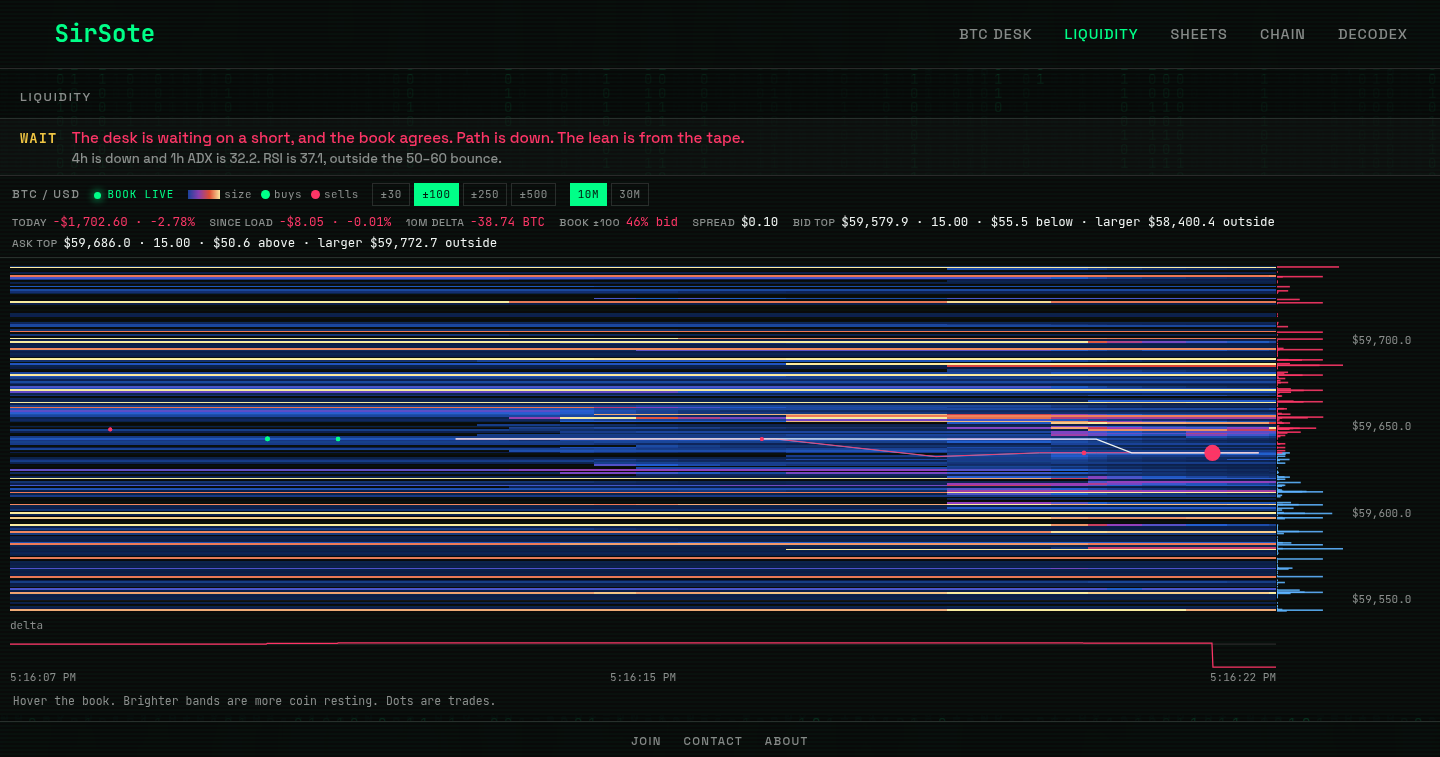 SirSote
BTC DESK LIQUIDITY SHEETS CHAIN DECODEX
LIQUIDITY
WAIT The desk is waiting on a short, and the book agrees. Path is down. The lean is from the tape.
4h is down and 1h ADX is 32.2. RSI is 37.1, outside the 50–60 bounce.
BTC / USD BOOK LIVE size buys sells ±30 ±100 ±250 ±500 10M 30M
TODAY -$1,702.60 · -2.78% SINCE LOAD -$8.05 · -0.01% 10M DELTA -38.74 BTC BOOK ±100 46% bid SPREAD $0.10 BID TOP $59,579.9 · 15.00 · $55.5 below · larger $58,400.4 outside
ASK TOP $59,686.0 · 15.00 · $50.6 above · larger $59,772.7 outside
$59,700.0
$59,650.0
$59,600.0
$59,550.0
delta
5:16:07 PM 5:16:15 PM 5:16:22 PM
Hover the book. Brighter bands are more coin resting. Dots are trades.
JOIN CONTACT ABOUT